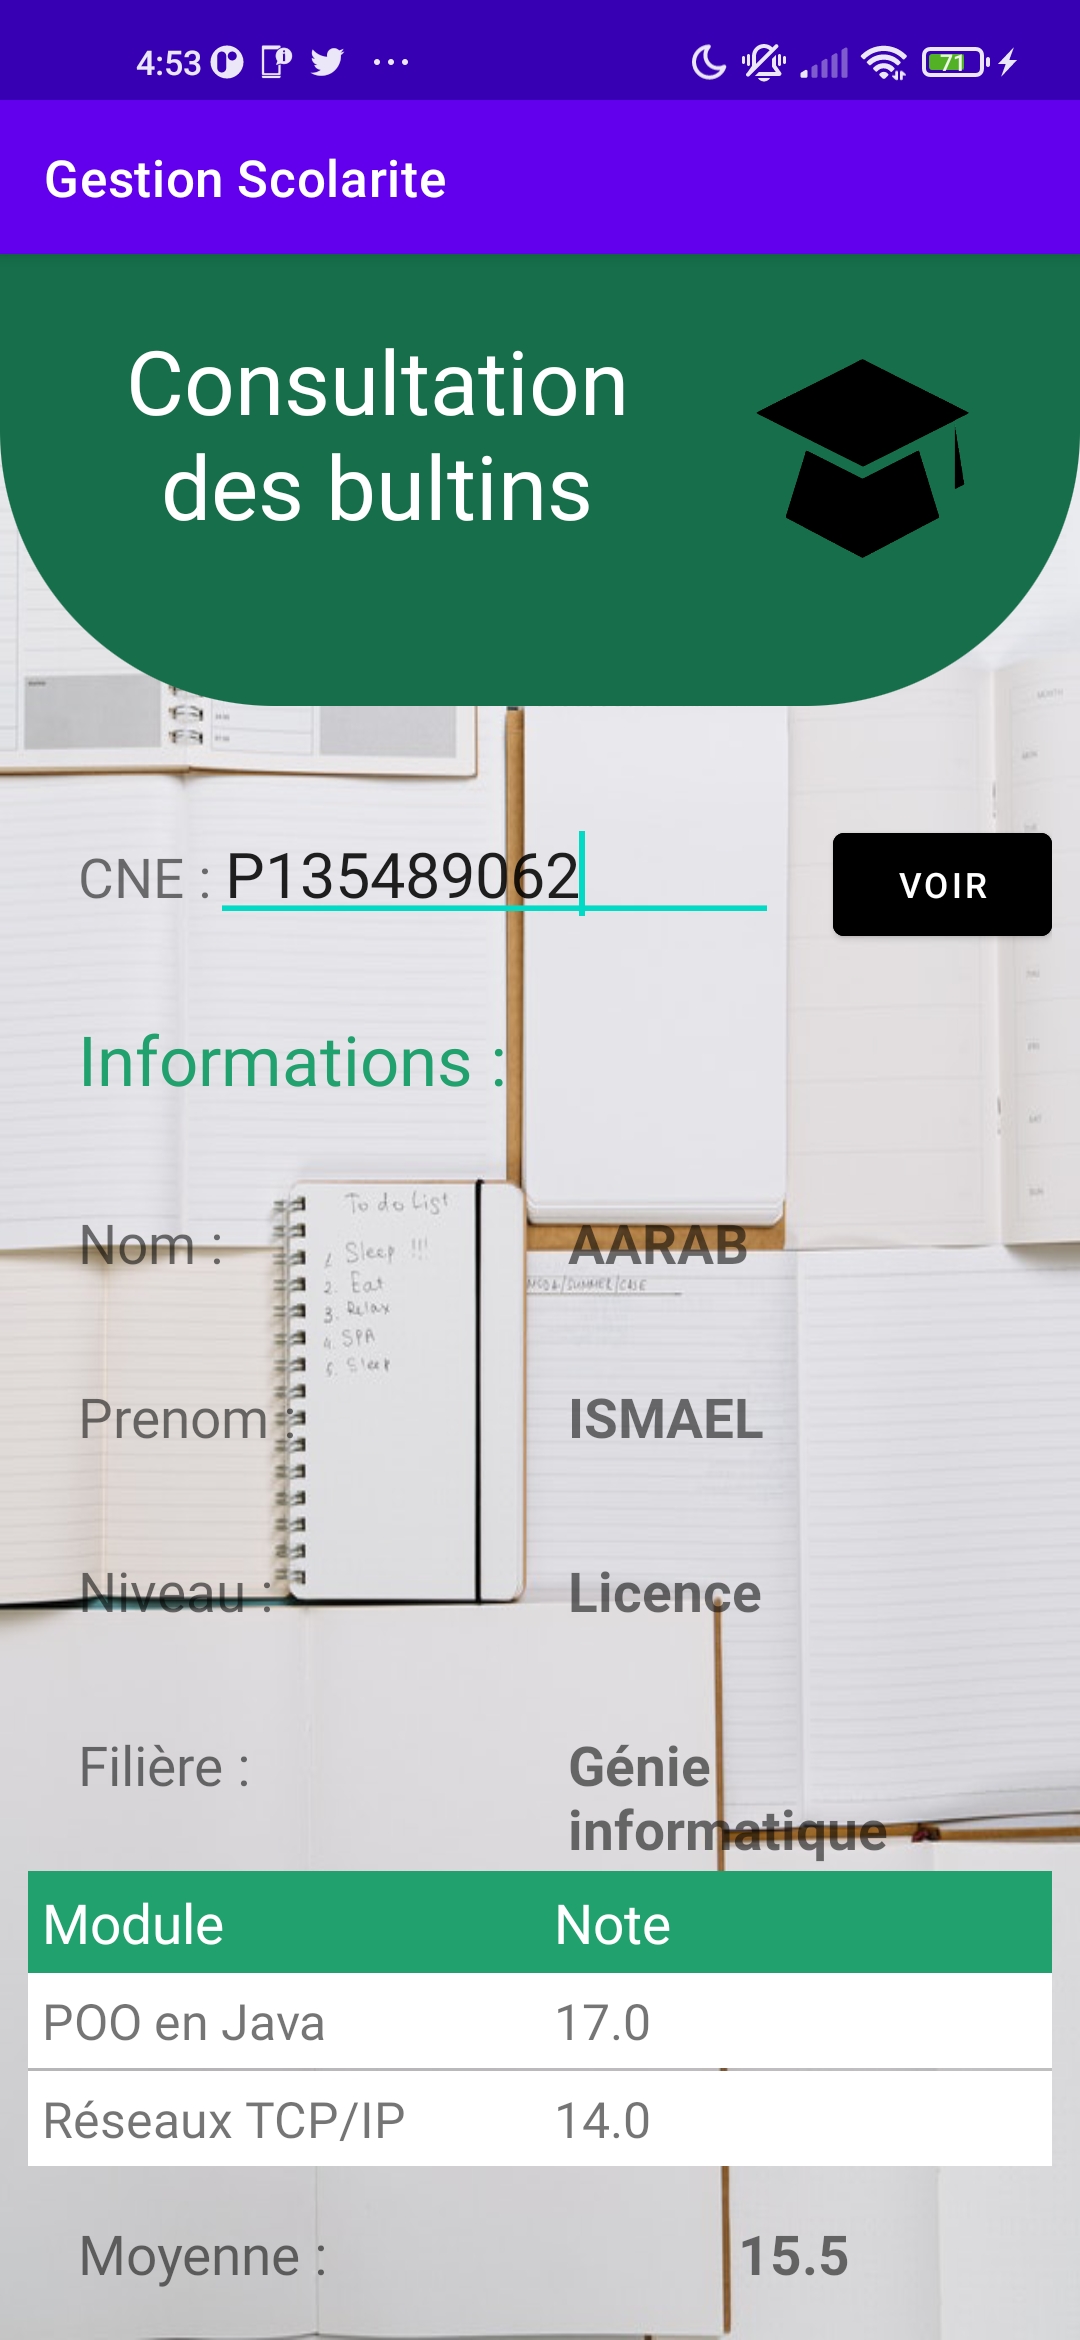 4:53
71
Gestion Scolarite
Consultation
des bultins
CNE : P135489062
VOIR
Informations :
To do List
1. Sleep !!!
2. Eat
3. Relax
4. SPA
5. Sleep
Nom : AARAB
Prenom : ISMAEL
Niveau : Licence
Filière : Génie
informatique
Module Note
POO en Java 17.0
Réseaux TCP/IP 14.0
Moyenne : 15.5